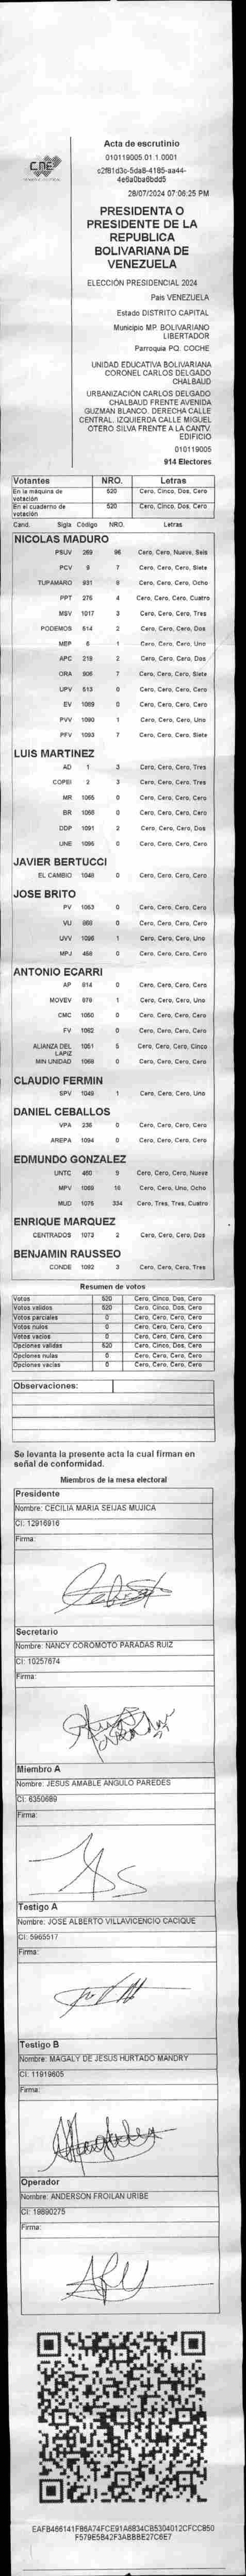 CNE
Acta de escrutinio
010119005.01.1.0001
c2f81d3c-5da8-4185-aa44-
4e6a0ba6bdd5
28/07/2024 07:06:25 PM
PRESIDENTA O
PRESIDENTE DE LA
REPUBLICA
BOLIVARIANA DE
VENEZUELA
ELECCIÓN PRESIDENCIAL 2024
País VENEZUELA
Estado DISTRITO CAPITAL
Municipio MP. BOLIVARIANO
LIBERTADOR
Parroquia PQ. COCHE
UNIDAD EDUCATIVA BOLIVARIANA
CORONEL CARLOS DELGADO
CHALBAUD
URBANIZACIÓN CARLOS DELGADO
CHALBAUD FRENTE AVENIDA
GUZMAN BLANCO. DERECHA CALLE
CENTRAL. IZQUIERDA CALLE MIGUEL
OTERO SILVA FRENTE A LA CANTV.
EDIFICIO
010119005
914 Electores
Votantes NRO. Letras
En la máquina de votación 520 Cero, Cinco, Dos, Cero
En el cuaderno de votación 520 Cero, Cinco, Dos, Cero
Cand. Sigla Código NRO. Letras
NICOLAS MADURO
PSUV 269 96 Cero, Cero, Nueve, Seis
PCV 8 7 Cero, Cero, Cero, Siete
TUPAMARO 931 8 Cero, Cero, Cero, Ocho
PPT 275 4 Cero, Cero, Cero, Cuatro
MSV 1017 3 Cero, Cero, Cero, Tres
PODEMOS 514 2 Cero, Cero, Cero, Dos
MEP 6 1 Cero, Cero, Cero, Uno
APC 219 2 Cero, Cero, Cero, Dos
ORA 906 7 Cero, Cero, Cero, Siete
UPV 613 0 Cero, Cero, Cero, Cero
EV 1089 0 Cero, Cero, Cero, Cero
PVV 1090 1 Cero, Cero, Cero, Uno
PFV 1093 7 Cero, Cero, Cero, Siete
LUIS MARTINEZ
AD 1 3 Cero, Cero, Cero, Tres
COPEI 2 3 Cero, Cero, Cero, Tres
MR 1065 0 Cero, Cero, Cero, Cero
BR 1066 0 Cero, Cero, Cero, Cero
DDP 1091 2 Cero, Cero, Cero, Dos
UNE 1095 0 Cero, Cero, Cero, Cero
JAVIER BERTUCCI
EL CAMBIO 1048 0 Cero, Cero, Cero, Cero
JOSE BRITO
PV 1063 0 Cero, Cero, Cero, Cero
VU 868 0 Cero, Cero, Cero, Cero
UVV 1096 1 Cero, Cero, Cero, Uno
MPJ 458 0 Cero, Cero, Cero, Cero
ANTONIO ECARRI
AP 814 0 Cero, Cero, Cero, Cero
MOVEV 679 1 Cero, Cero, Cero, Uno
CMC 1050 0 Cero, Cero, Cero, Cero
FV 1062 0 Cero, Cero, Cero, Cero
ALIANZA DEL LAPIZ 1051 5 Cero, Cero, Cero, Cinco
MIN UNIDAD 1068 0 Cero, Cero, Cero, Cero
CLAUDIO FERMIN
SPV 1049 1 Cero, Cero, Cero, Uno
DANIEL CEBALLOS
VPA 236 0 Cero, Cero, Cero, Cero
AREPA 1094 0 Cero, Cero, Cero, Cero
EDMUNDO GONZALEZ
UNTC 460 9 Cero, Cero, Cero, Nueve
MPV 1069 18 Cero, Cero, Uno, Ocho
MUD 1075 334 Cero, Tres, Tres, Cuatro
ENRIQUE MARQUEZ
CENTRADOS 1073 2 Cero, Cero, Cero, Dos
BENJAMIN RAUSSEO
CONDE 1092 3 Cero, Cero, Cero, Tres
Resumen de votos
Votos 520 Cero, Cinco, Dos, Cero
Votos validos 520 Cero, Cinco, Dos, Cero
Votos parciales 0 Cero, Cero, Cero, Cero
Votos nulos 0 Cero, Cero, Cero, Cero
Votos vacios 0 Cero, Cero, Cero, Cero
Opciones validas 520 Cero, Cinco, Dos, Cero
Opciones nulas 0 Cero, Cero, Cero, Cero
Opciones vacias 0 Cero, Cero, Cero, Cero
Observaciones:
Se levanta la presente acta la cual firman en
señal de conformidad.
Miembros de la mesa electoral
Presidente
Nombre: CECILIA MARIA SEIJAS MUJICA
CI: 12916916
Firma:
Secretario
Nombre: NANCY COROMOTO PARADAS RUIZ
CI: 10257674
Firma:
Miembro A
Nombre: JESUS AMABLE ANGULO PAREDES
CI: 6350689
Firma:
Testigo A
Nombre: JOSE ALBERTO VILLAVICENCIO CACIQUE
CI: 5965517
Firma:
Testigo B
Nombre: MAGALY DE JESUS HURTADO MANDRY
CI: 11919605
Firma:
Operador
Nombre: ANDERSON FROILAN URIBE
CI: 18890275
Firma:
EAFB466141F86A74FCE91A6834CB5304012CFCC850
F579E5B42F3ABBBE27C6E7